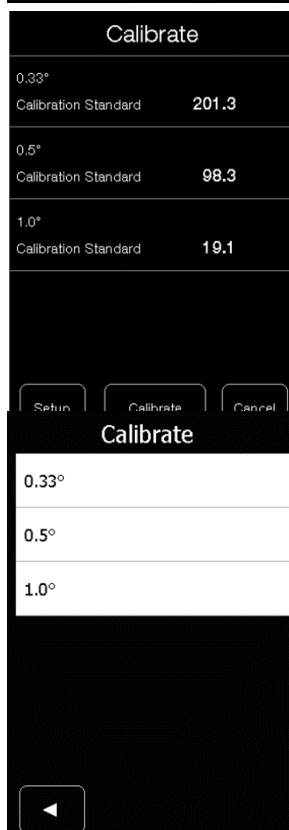 Calibrate
0.33°
Calibration Standard 201.3
0.5°
Calibration Standard 98.3
1.0°
Calibration Standard 19.1
Setup Calibrate Cancel
Calibrate
0.33°
0.5°
1.0°